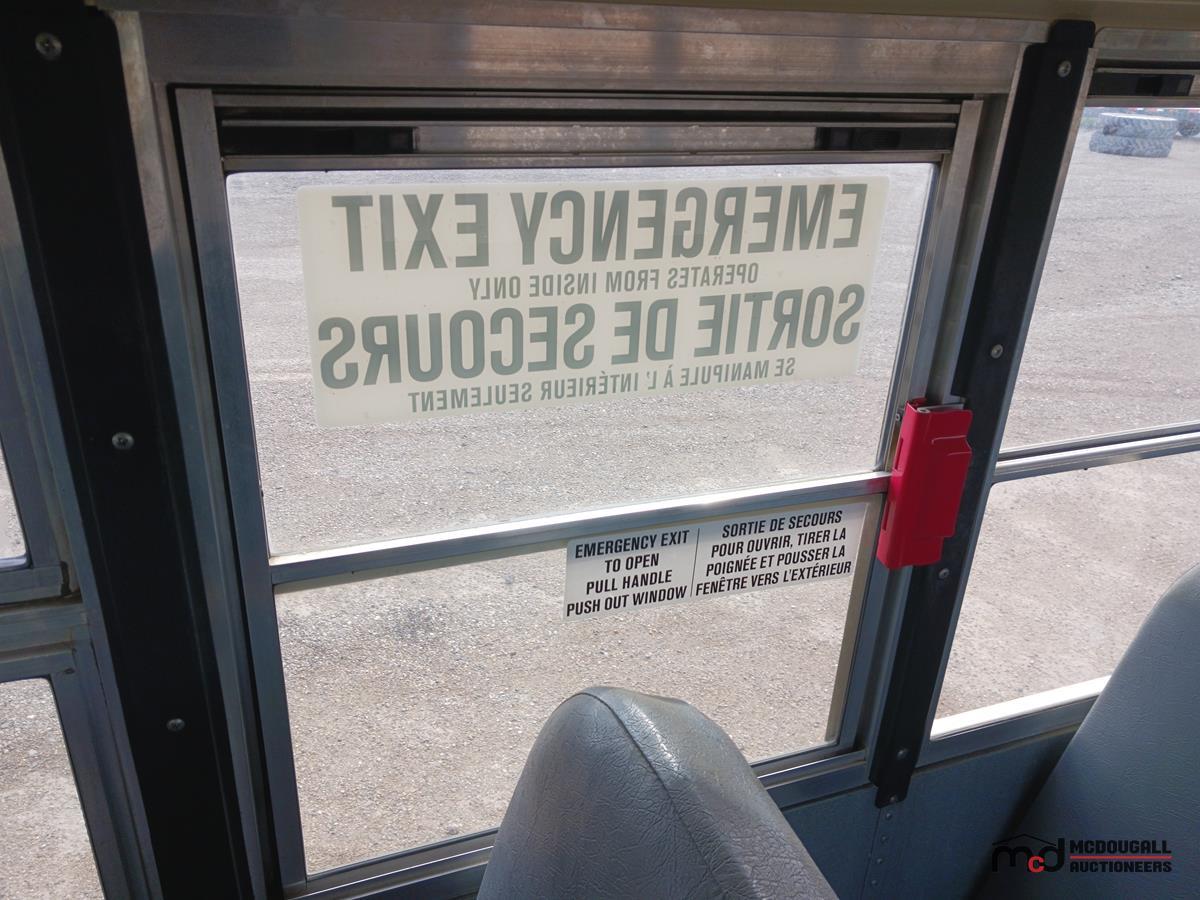 EMERGENCY EXIT
OPERATES FROM INSIDE ONLY
SORTIE DE SECOURS
SE MANIPULE À L'INTÉRIEUR SEULEMENT
EMERGENCY EXIT
TO OPEN
PULL HANDLE
PUSH OUT WINDOW
SORTIE DE SECOURS
POUR OUVRIR, TIRER LA
POIGNÉE ET POUSSER LA
FENÊTRE VERS L'EXTÉRIEUR
mcd
MCDOUGALL
AUCTIONEERS